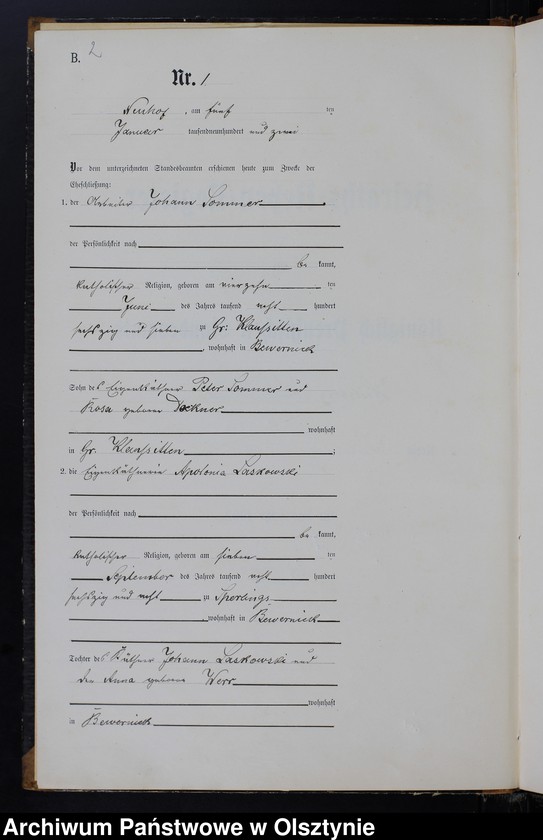 B. 2
Nr. 1
Neuhof, am fünf ten
Januar tausendneunhundert und zwei
Vor dem unterzeichneten Standesbeamten erschienen heute zum Zwecke der
Eheschließung:
1. der Arbeiter Johann Sommer
der Persönlichkeit nach
be kannt,
katholischer Religion, geboren am vierzehn ten
Juni des Jahres tausend acht hundert
sechszig und sieben zu Gr: Klaussitten
, wohnhaft in Bewernick
Sohn des Eigenkäthner Peter Sommer und
Rosa geborene
wohnhaft
in Gr. Klaussitten ;
2. die Eigenkäthnerin Apolonia Laskowski
der Persönlichkeit nach
be kannt,
katholischer Religion, geboren am sieben ten
September des Jahres tausend acht hundert
sechszig und acht zu Sperlings
, wohnhaft in Bewernick
Tochter des Käthner Johann Laskowski und
der Anna geborene Werr
wohnhaft
in Bewernick
Archiwum Państwowe w Olsztynie